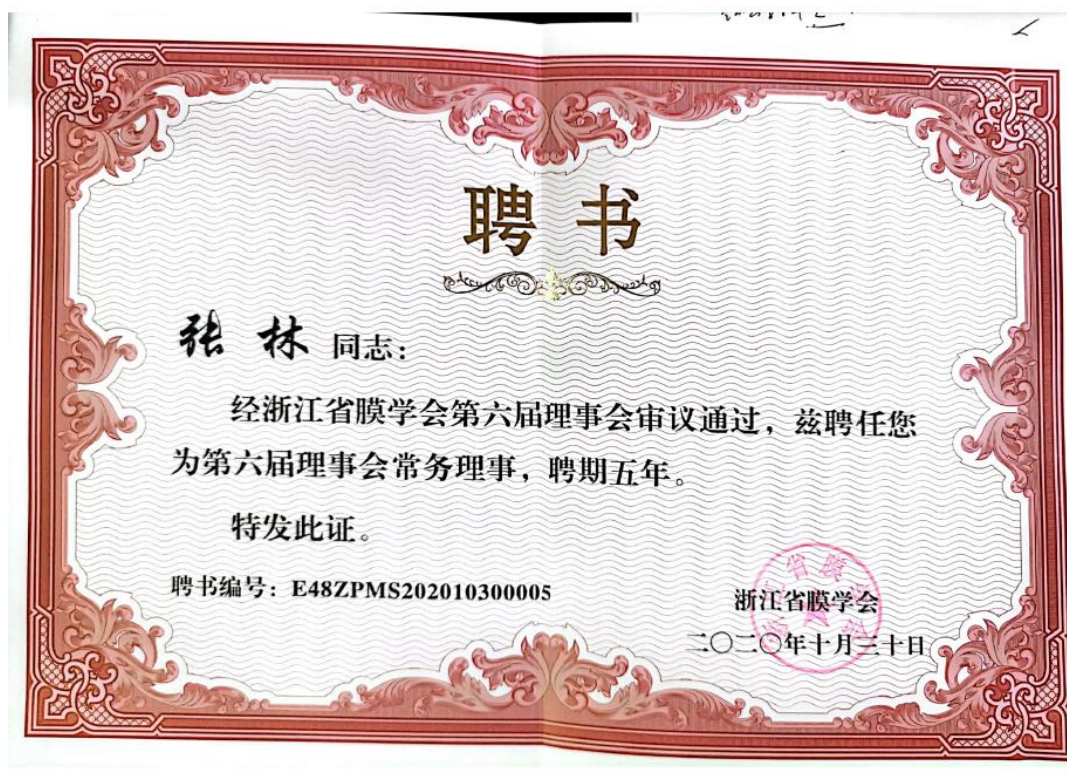 聘书
张林 同志：
经浙江省膜学会第六届理事会审议通过，兹聘任您
为第六届理事会常务理事，聘期五年。
特发此证。
聘书编号：E48ZPMS202010300005
浙江省膜学会
二〇二〇年十月三十日